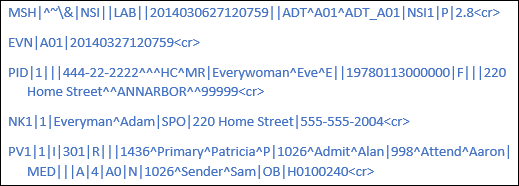 MSH|^~\&|NSI||LAB||2014030627120759||ADT^A01^ADT_A01|NSI1|P|2.8<cr>
EVN|A01|20140327120759<cr>
PID|1|||444-22-2222^^^HC^MR|Everywoman^Eve^E||19780113000000|F|||220
Home Street^^ANNARBOR^^99999<cr>
NK1|1|Everyman^Adam|SPO|220 Home Street|555-555-2004<cr>
PV1|1|I|301|R|||1436^Primary^Patricia^P|1026^Admit^Alan|998^Attend^Aaron|
MED|||A|4|A0|N|1026^Sender^Sam|OB|H0100240<cr>